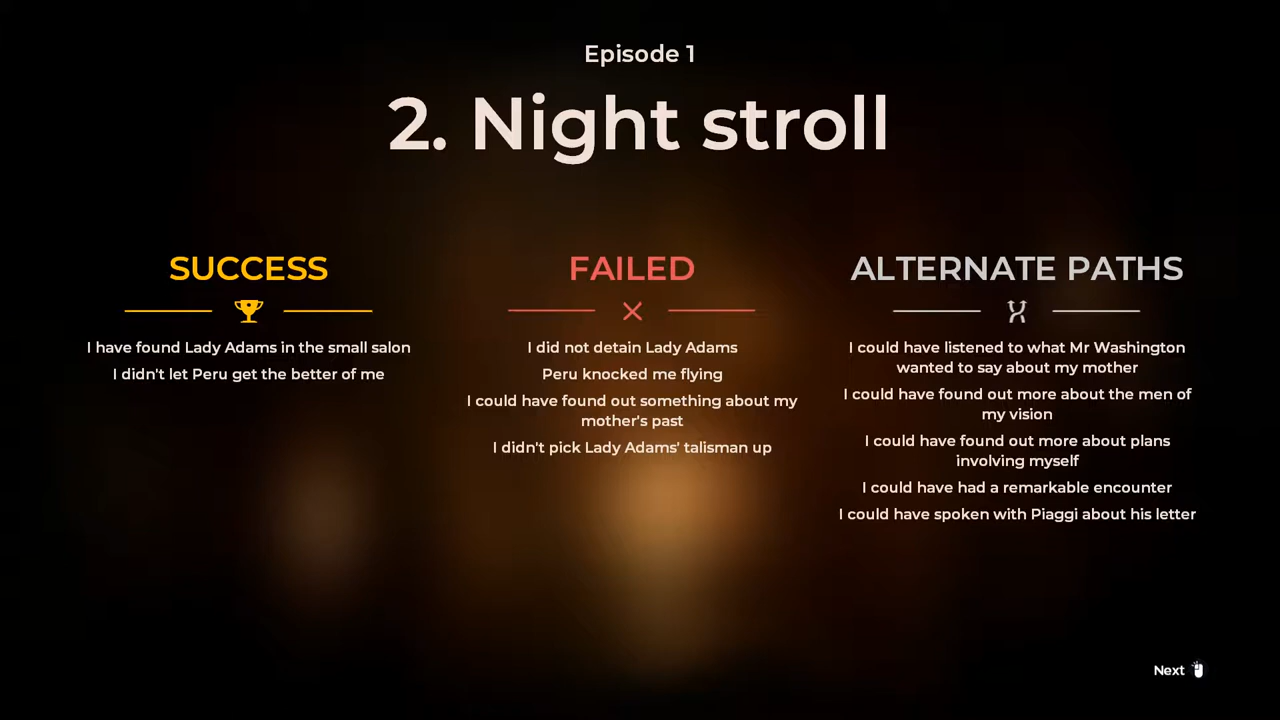 Episode 1
2. Night stroll
SUCCESS
I have found Lady Adams in the small salon
I didn't let Peru get the better of me
FAILED
I did not detain Lady Adams
Peru knocked me flying
I could have found out something about my
mother's past
I didn't pick Lady Adams' talisman up
ALTERNATE PATHS
I could have listened to what Mr Washington
wanted to say about my mother
I could have found out more about the men of
my vision
I could have found out more about plans
involving myself
I could have had a remarkable encounter
I could have spoken with Piaggi about his letter
Next